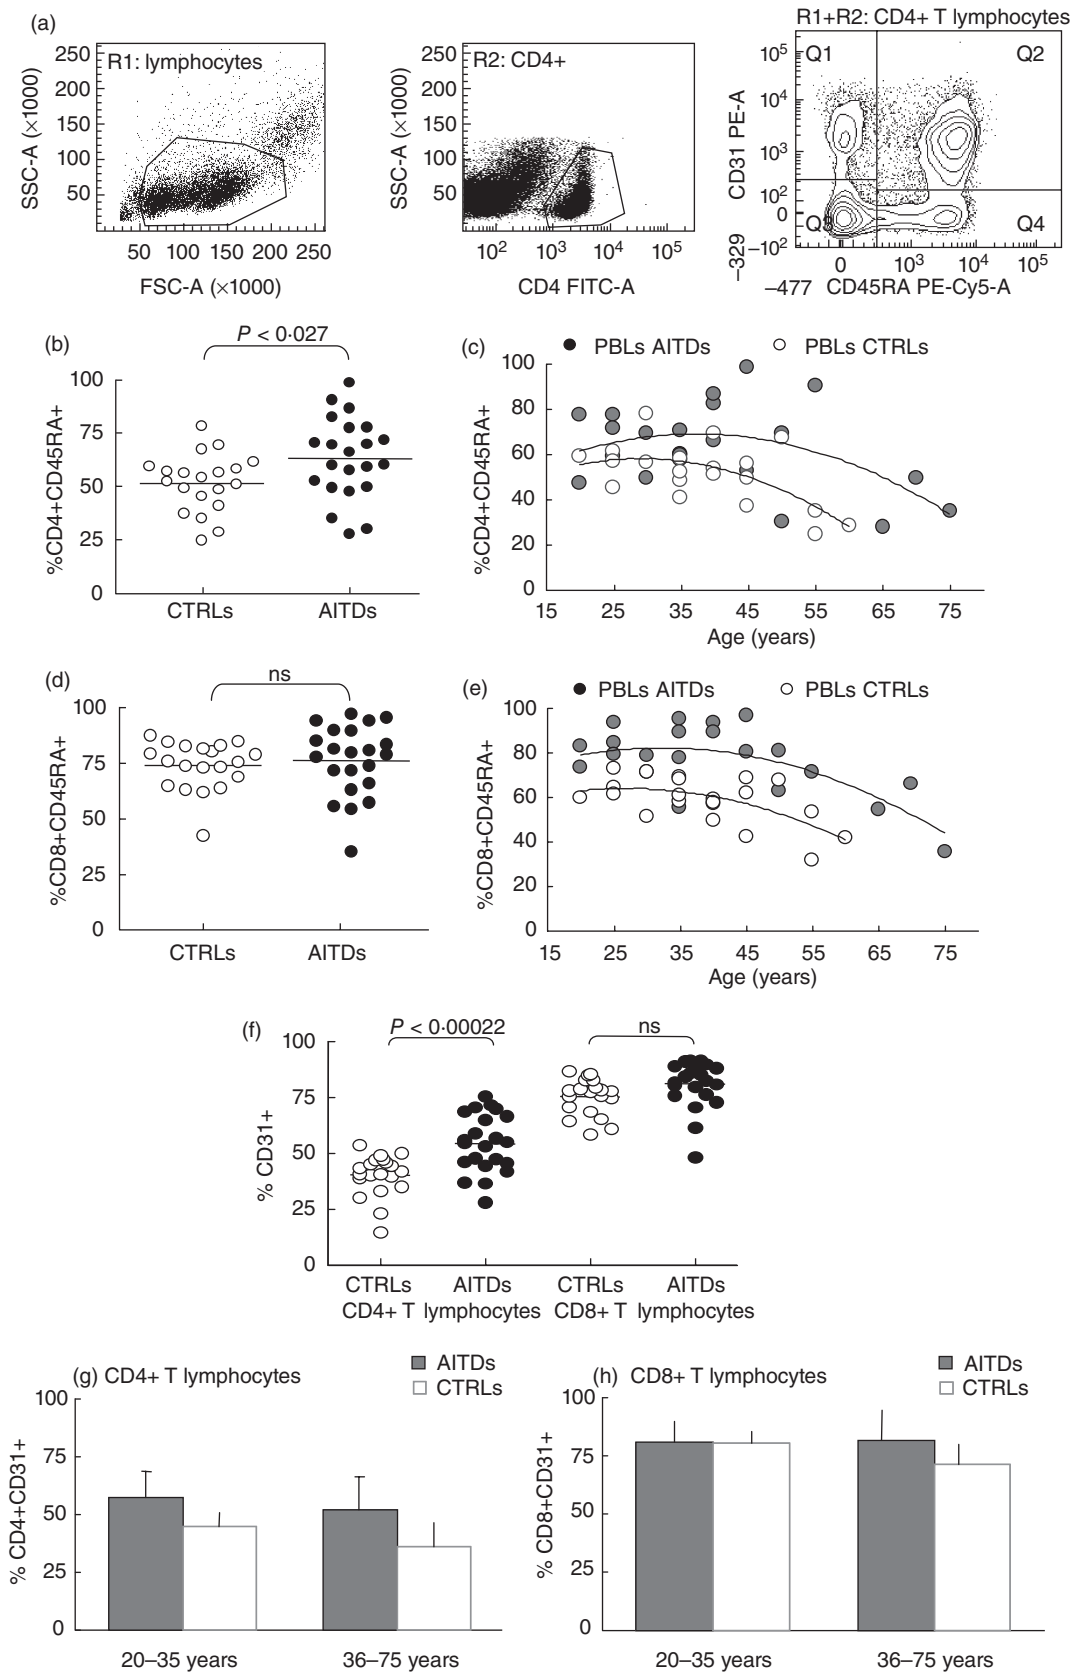 (a)
R1: lymphocytes
250
200
150
100
50
SSC-A (×1000)
50 100 150 200 250
FSC-A (×1000)
R2: CD4+
250
200
150
100
50
SSC-A (×1000)
10² 10³ 10⁴ 10⁵
CD4 FITC-A
R1+R2: CD4+ T lymphocytes
Q1 Q2
Q3 Q4
10⁵
10⁴
10³
10²
0
–10²
–329
CD31 PE-A
0 10³ 10⁴ 10⁵
–477 CD45RA PE-Cy5-A
(b)
P < 0·027
100
75
50
25
0
%CD4+CD45RA+
CTRLs AITDs
(c)
PBLs AITDs PBLs CTRLs
100
80
60
40
20
0
%CD4+CD45RA+
15 25 35 45 55 65 75
Age (years)
(d)
ns
100
75
50
25
0
%CD8+CD45RA+
CTRLs AITDs
(e)
PBLs AITDs PBLs CTRLs
100
80
60
40
20
0
%CD8+CD45RA+
15 25 35 45 55 65 75
Age (years)
(f)
P < 0·00022 ns
100
75
50
25
0
% CD31+
CTRLs AITDs CTRLs AITDs
CD4+ T lymphocytes CD8+ T lymphocytes
(g) CD4+ T lymphocytes
AITDs
CTRLs
100
75
50
25
0
% CD4+CD31+
20–35 years 36–75 years
(h) CD8+ T lymphocytes
AITDs
CTRLs
100
75
50
25
0
% CD8+CD31+
20–35 years 36–75 years